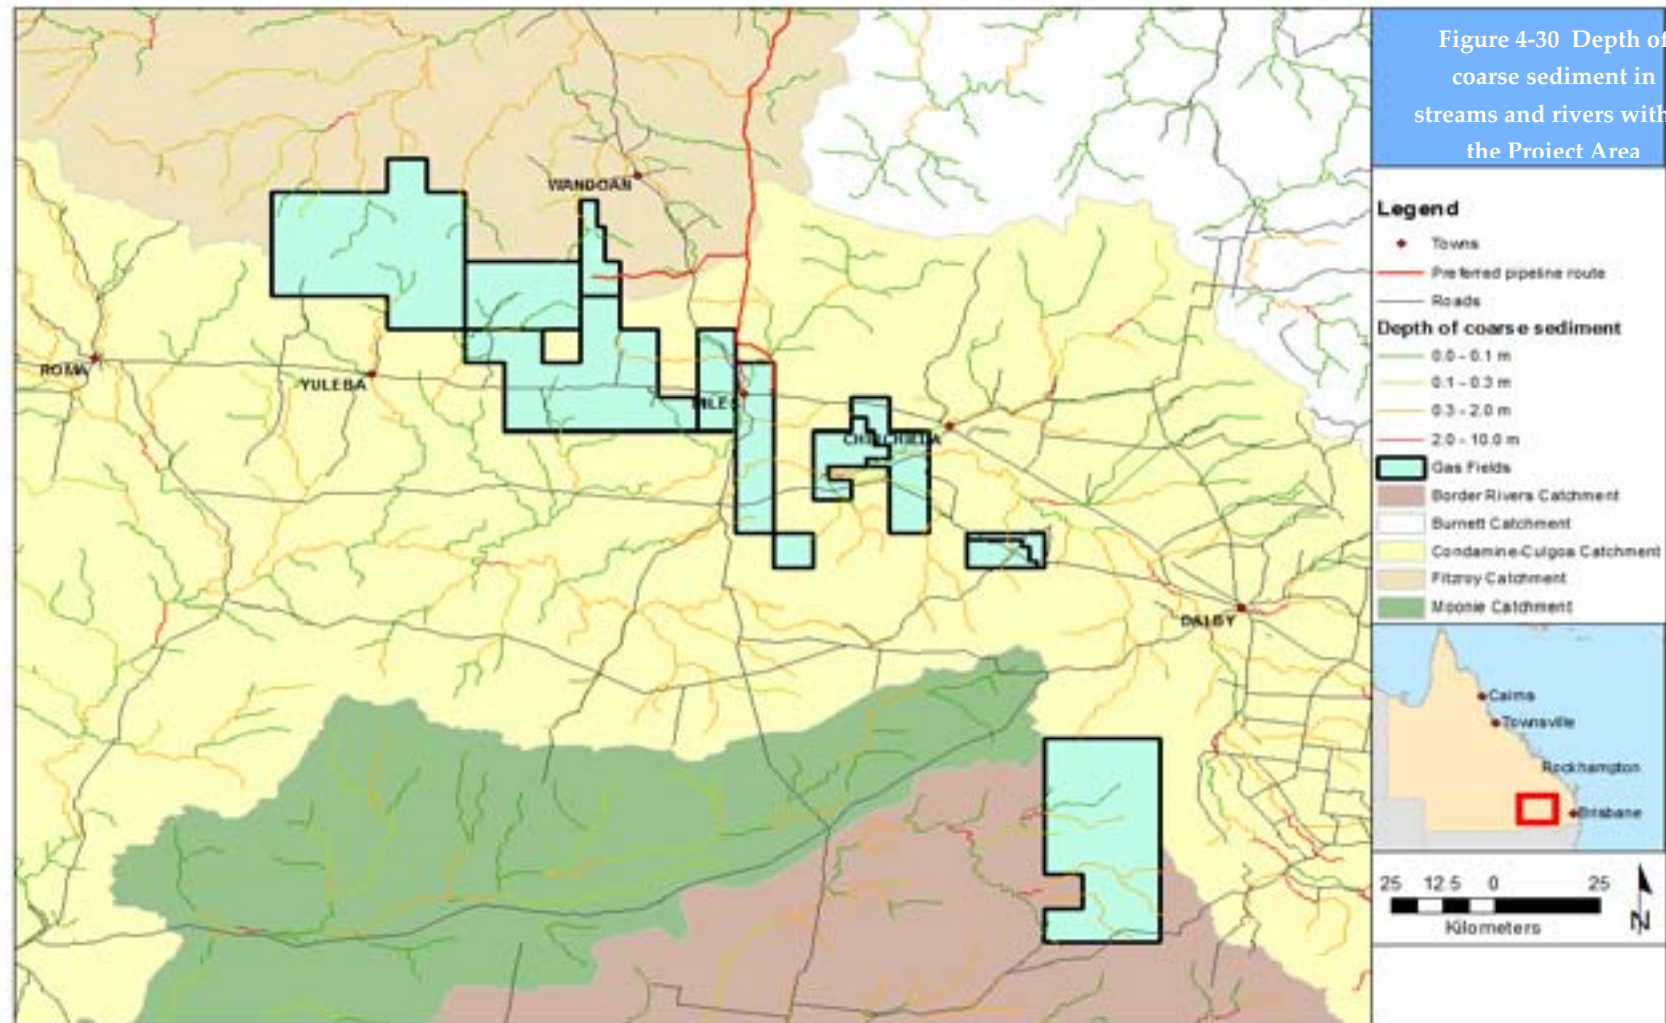 Figure 4-30 Depth of
coarse sediment in
streams and rivers with
the Project Area
Legend
Towns
Preferred pipeline route
Roads
Depth of coarse sediment
0.0 - 0.1 m
0.1 - 0.3 m
0.3 - 2.0 m
2.0 - 10.0 m
Gas Fields
Border Rivers Catchment
Burnett Catchment
Condamine-Culgoa Catchment
Fitzroy Catchment
Moonie Catchment
WANDOAN
ROMA
YULEBA
MILES
CHINCHILLA
DALBY
Cairns
Townsville
Rockhampton
Brisbane
25 12.5 0 25
Kilometers
N